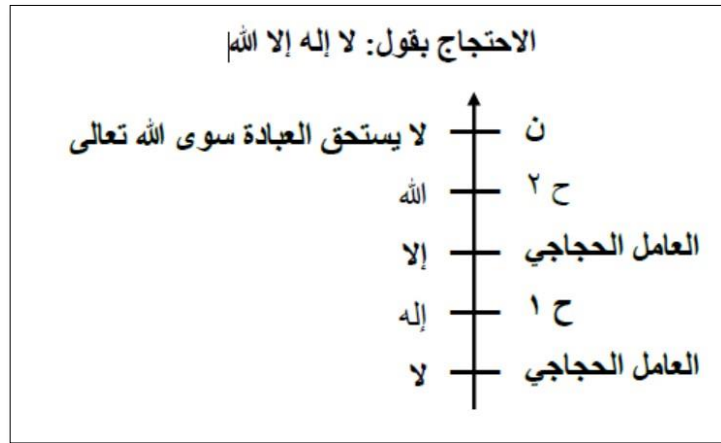 الاحتجاج بقول: لا إله إلا الله
ن لا يستحق العبادة سوى الله تعالى
ح ٢ الله
العامل الحجاجي إلا
ح ١ إله
العامل الحجاجي لا